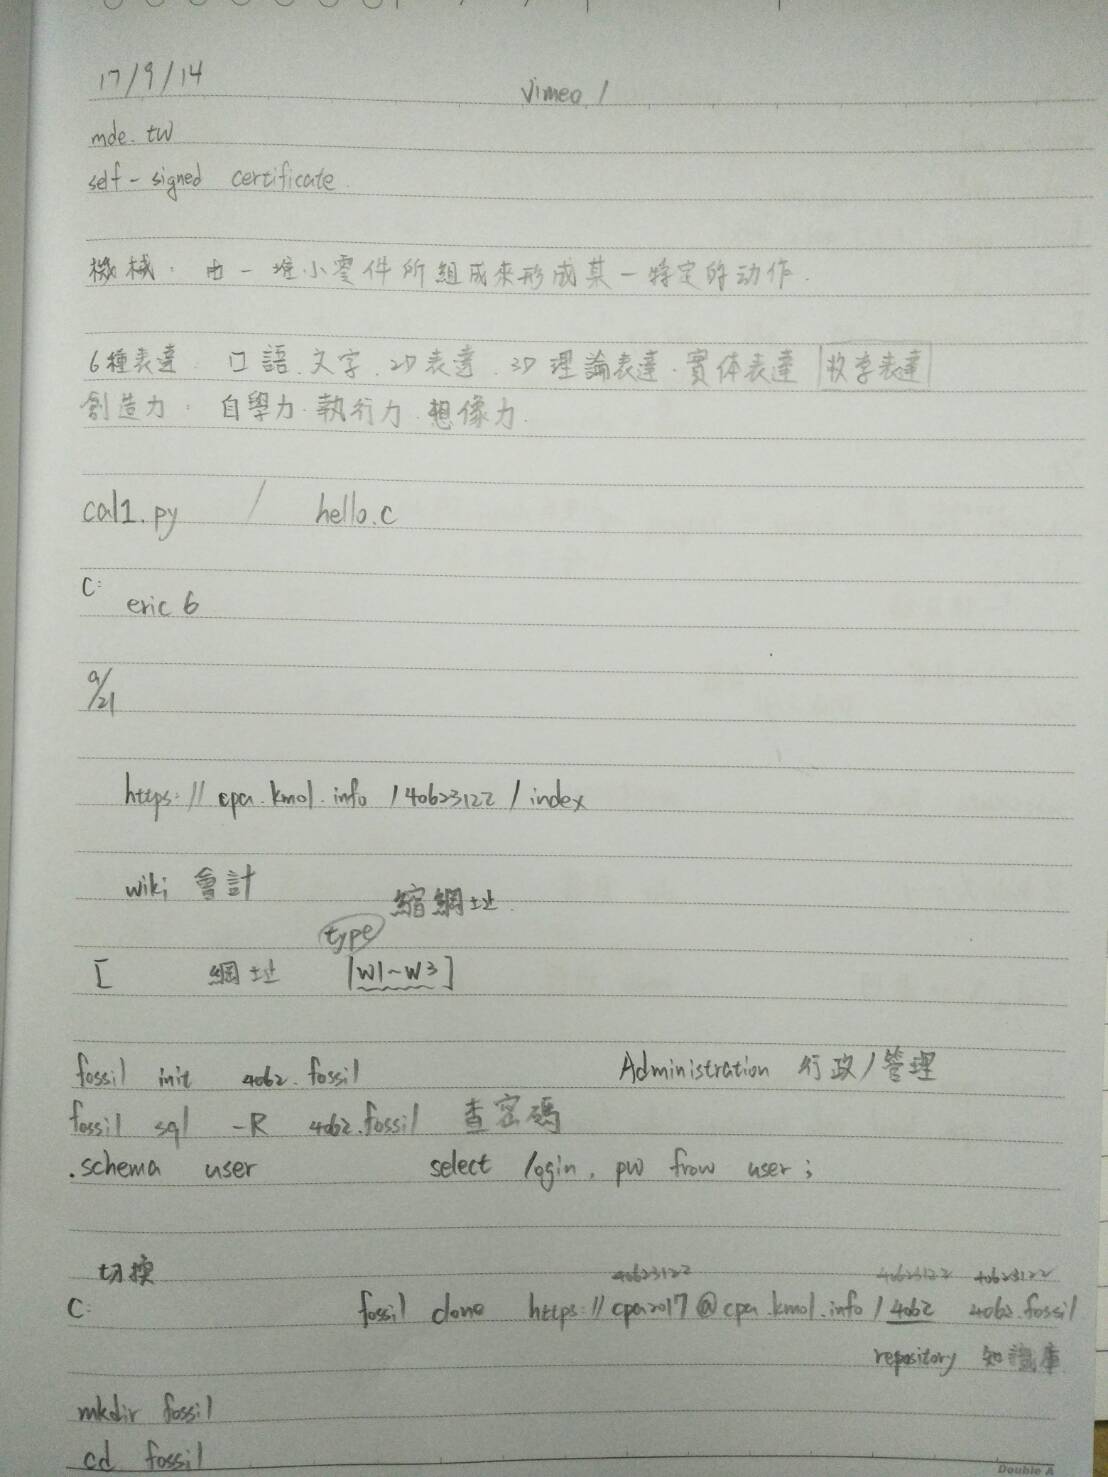 17/9/14
Vimeo /
mde.tw
self-signed certificate
機械. 由一堆小零件所組成來形成某一特定的动作.
6種表達. 口語.文字.2D表達.3D理論表達.實体表達 表達
創造力. 自學力.執行力.想像力.
cal1.py / hello.c
C:
eric 6
9/21
https://cpa.kmol.info/40623122/index
wiki 會計
縮網址
type
[ 網址 |w1~w3]
fossil init 4062.fossil Administration 行政/管理
fossil sql -R 4062.fossil 查密碼
.schema user select login, pw from user;
切換
40623122 40623122 40623122
C: fossil clone https://cpa2017@cpa.kmol.info/4062 4062.fossil
repository 知識庫
mkdir fossil
cd fossil
Double A